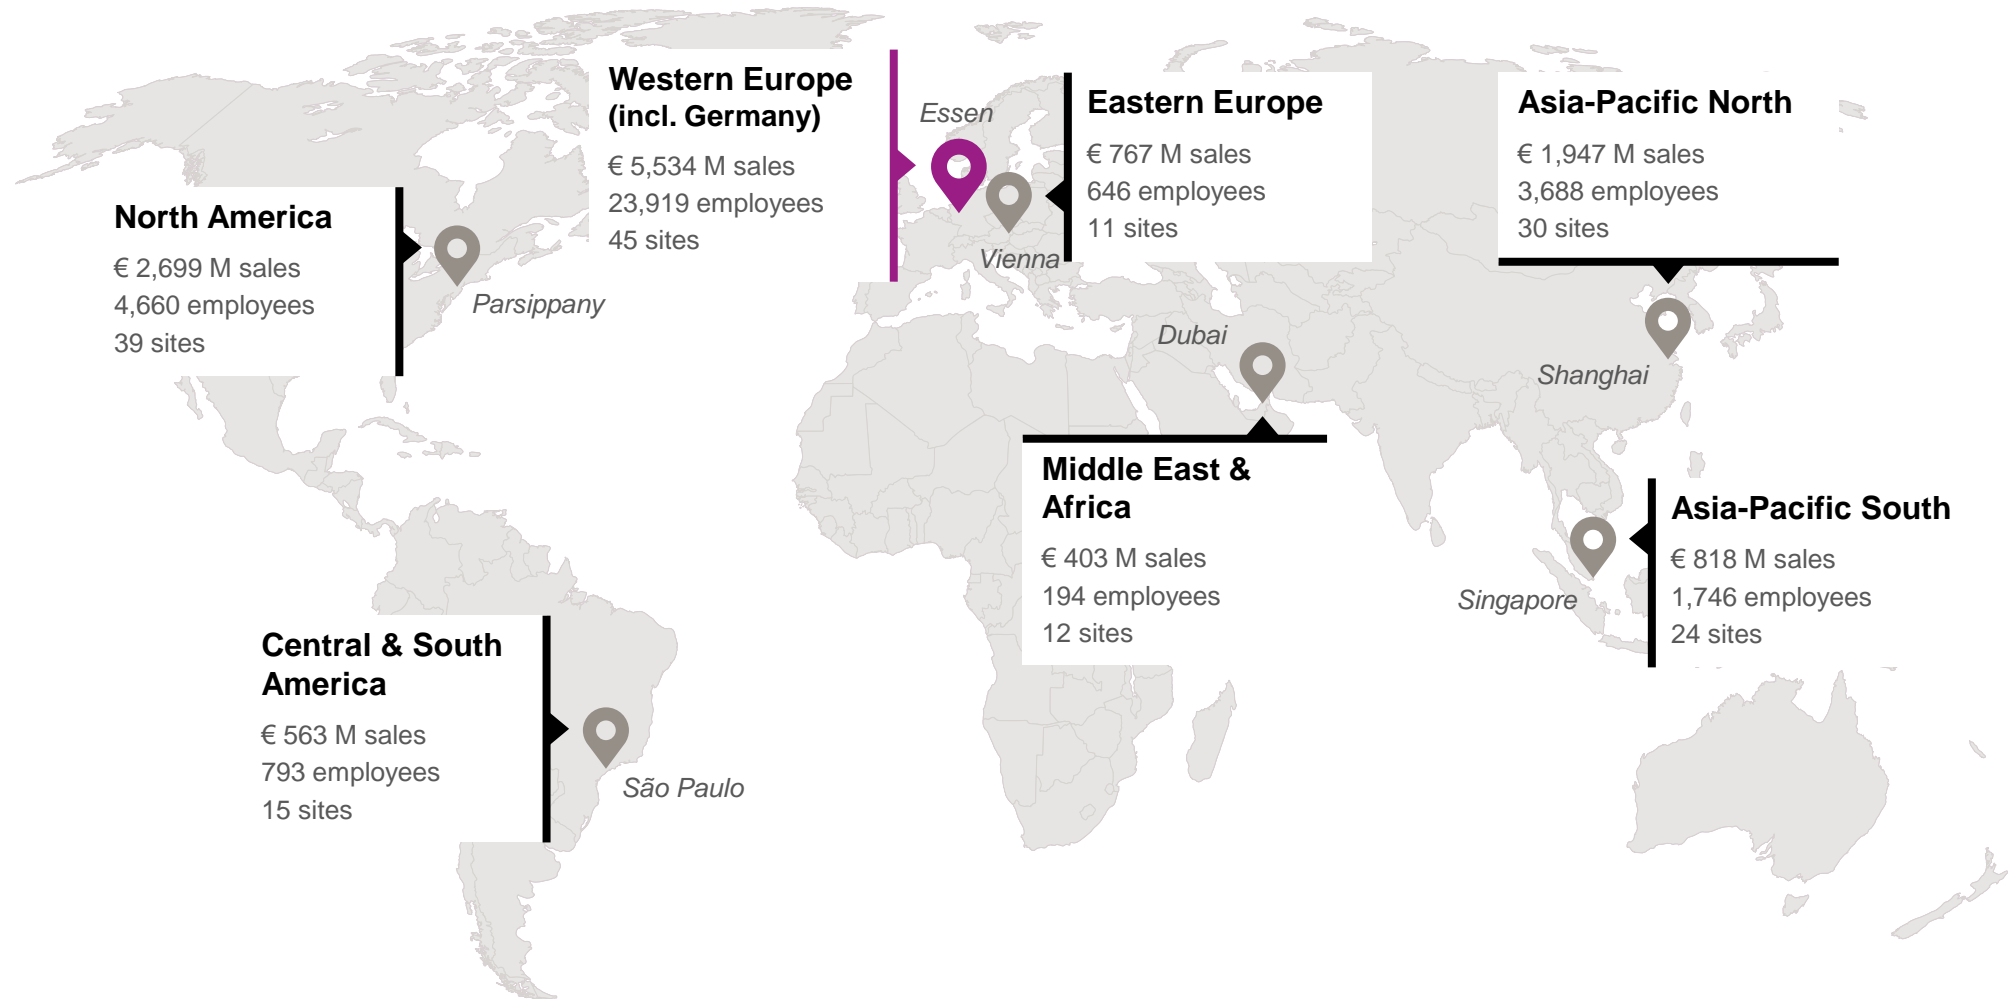 Western Europe
(incl. Germany)
€ 5,534 M sales
23,919 employees
45 sites
Essen
Eastern Europe
€ 767 M sales
646 employees
11 sites
Vienna
Asia-Pacific North
€ 1,947 M sales
3,688 employees
30 sites
Shanghai
North America
€ 2,699 M sales
4,660 employees
39 sites
Parsippany
Dubai
Middle East &
Africa
€ 403 M sales
194 employees
12 sites
Asia-Pacific South
€ 818 M sales
1,746 employees
24 sites
Singapore
Central & South
America
€ 563 M sales
793 employees
15 sites
São Paulo